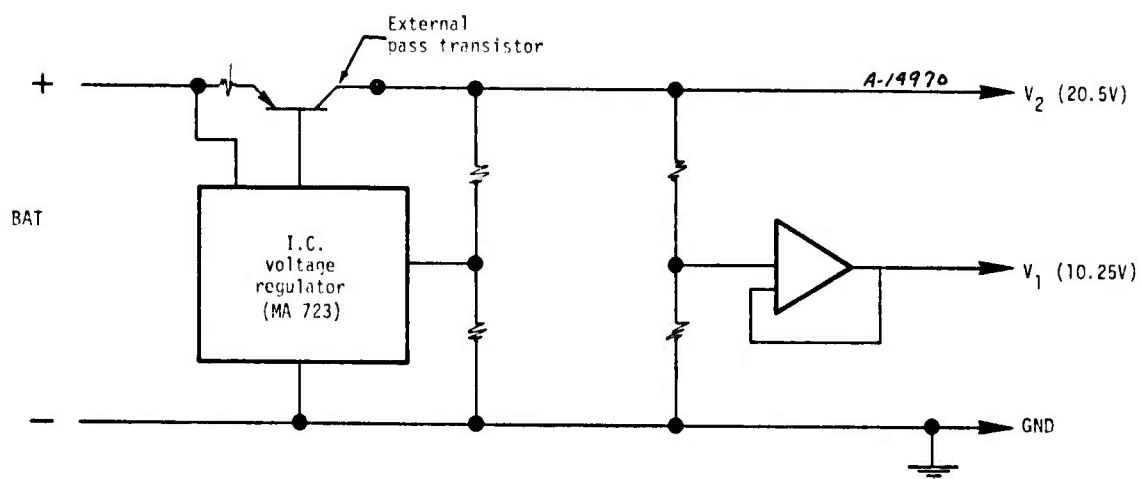 External
pass transistor
+
A-14970
V2 (20.5V)
BAT
I.C.
voltage
regulator
(MA 723)
V1 (10.25V)
−
GND